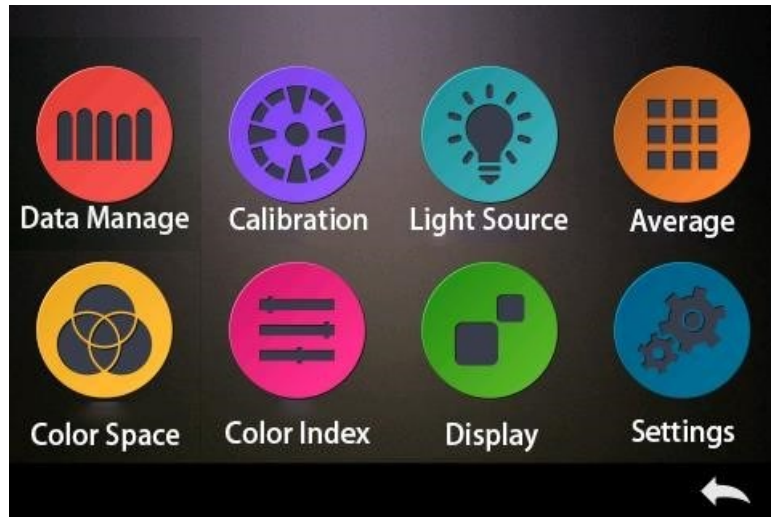 Data Manage
Calibration
Light Source
Average
Color Space
Color Index
Display
Settings